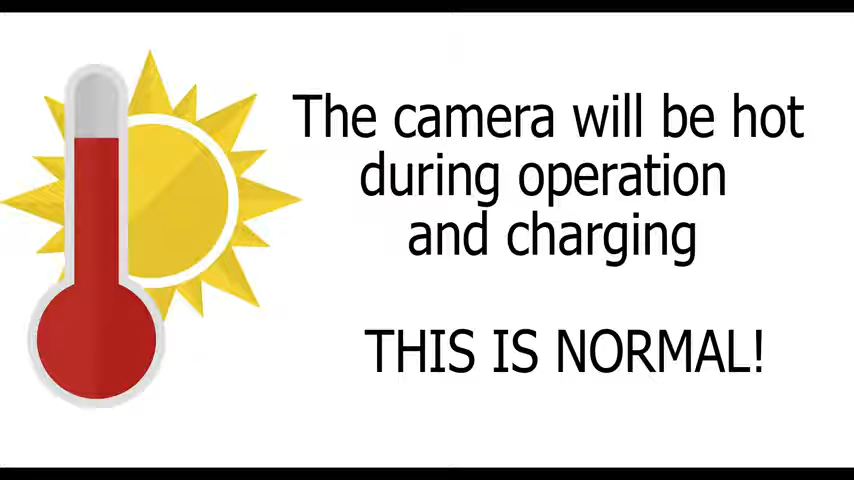 The camera will be hot
during operation
and charging
THIS IS NORMAL!